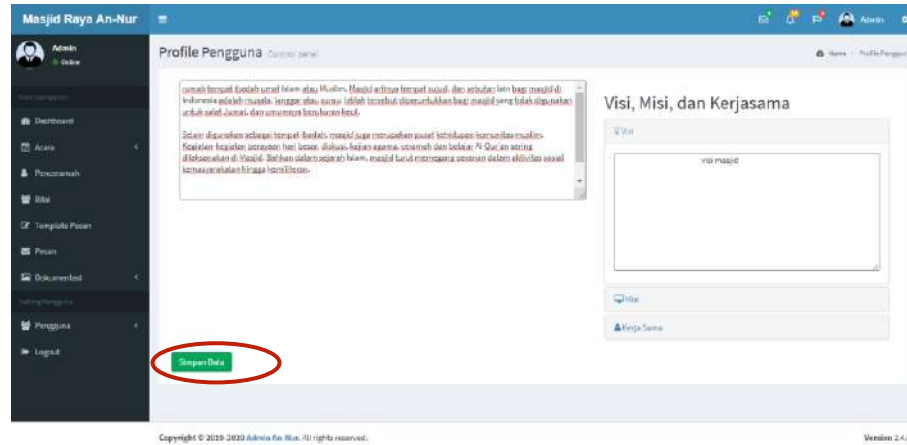 Masjid Raya An-Nur
Admin
Admin
Online
Profile Pengguna Control panel
Home
Dashboard
Acara
Penceramah
Template Pesan
Pesan
Dokumentasi
Pengguna
Logout
rumah tempat ibadah umat Islam atau Muslim. Masjid artinya tempat sujud, dan sebutan lain bagi masjid di
Indonesia adalah musala, langgar atau surau. Istilah tersebut diperuntukkan bagi masjid yang tidak digunakan
untuk salat Jumat, dan umumnya berukuran kecil.
Selain digunakan sebagai tempat ibadah, masjid juga merupakan pusat kehidupan komunitas muslim.
Kegiatan kegiatan perayaan hari besar, diskusi, kajian agama, ceramah dan belajar Al Qur'an sering
dilaksanakan di Masjid. Bahkan dalam sejarah Islam, masjid turut memegang peranan dalam aktivitas sosial
kemasyarakatan hingga kemiliteran.
Visi, Misi, dan Kerjasama
Visi
visi masjid
Misi
Kerja Sama
Simpan Data
Copyright © 2019-2020 Admin An-Nur. All rights reserved.
Version 2.4.